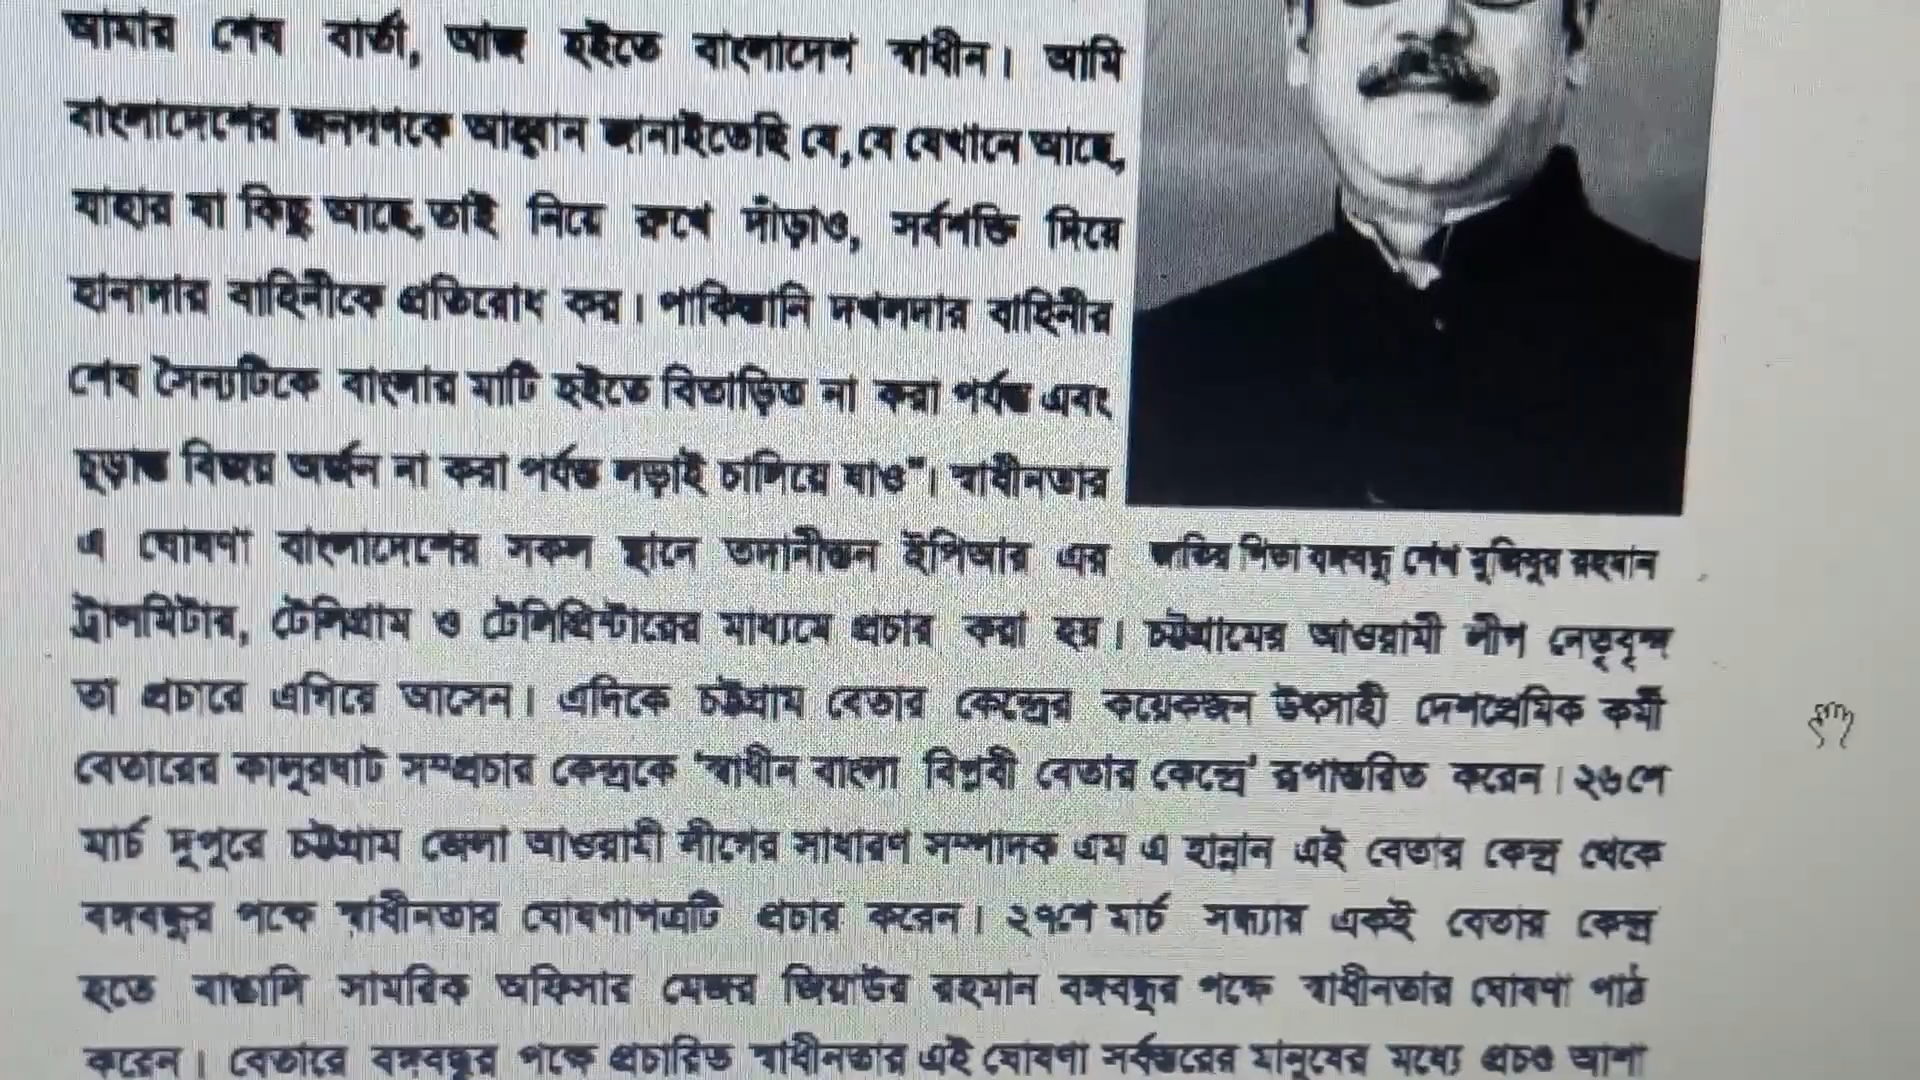 আমার শেষ বার্তা, আজ হইতে বাংলাদেশ স্বাধীন। আমি
বাংলাদেশের জনগণকে আহ্বান জানাইতেছি যে, যে যেখানে আছে,
যাহার যা কিছু আছে, তাই নিয়ে রুখে দাঁড়াও, সর্বশক্তি দিয়ে
হানাদার বাহিনীকে প্রতিরোধ কর। পাকিস্তানি দখলদার বাহিনীর
শেষ সৈন্যটিকে বাংলার মাটি হইতে বিতাড়িত না করা পর্যন্ত এবং
চূড়ান্ত বিজয় অর্জন না করা পর্যন্ত লড়াই চালিয়ে যাও"। স্বাধীনতার
এ ঘোষণা বাংলাদেশের সকল স্থানে তদানীন্তন ইপিআর এর
জাতির পিতা বঙ্গবন্ধু শেখ মুজিবুর রহমান
ট্রান্সমিটার, টেলিগ্রাম ও টেলিপ্রিন্টারের মাধ্যমে প্রচার করা হয়। চট্টগ্রামের আওয়ামী লীগ নেতৃবৃন্দ
তা প্রচারে এগিয়ে আসেন। এদিকে চট্টগ্রাম বেতার কেন্দ্রের কয়েকজন উৎসাহী দেশপ্রেমিক কর্মী
বেতারের কালুরঘাট সম্প্রচার কেন্দ্রকে 'স্বাধীন বাংলা বিপ্লবী বেতার কেন্দ্রে' রূপান্তরিত করেন। ২৬শে
মার্চ দুপুরে চট্টগ্রাম জেলা আওয়ামী লীগের সাধারণ সম্পাদক এম এ হান্নান এই বেতার কেন্দ্র থেকে
বঙ্গবন্ধুর পক্ষে স্বাধীনতার ঘোষণাপত্রটি প্রচার করেন। ২৭শে মার্চ সন্ধ্যায় একই বেতার কেন্দ্র
হতে বাঙালি সামরিক অফিসার মেজর জিয়াউর রহমান বঙ্গবন্ধুর পক্ষে স্বাধীনতার ঘোষণা পাঠ
করেন। বেতারে বঙ্গবন্ধুর পক্ষে প্রচারিত স্বাধীনতার এই ঘোষণা সর্বস্তরের মানুষের মধ্যে প্রচণ্ড আশা